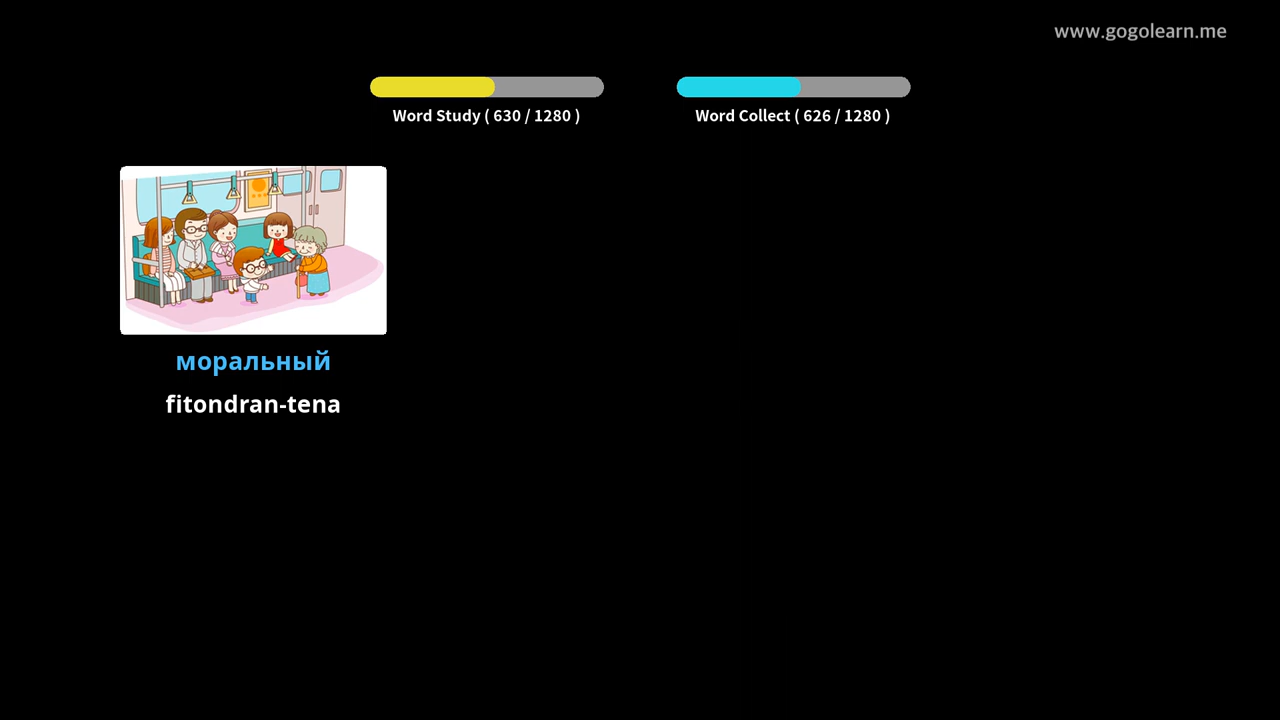 www.gogolearn.me
Word Study ( 630 / 1280 )
Word Collect ( 626 / 1280 )
моральный
fitondran-tena